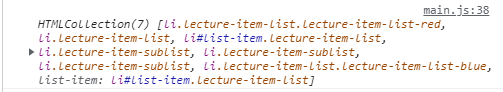 main.js:38
HTMLCollection(7) [li.lecture-item-list.lecture-item-list-red,
li.lecture-item-list, li#list-item.lecture-item-list,
li.lecture-item-sublist, li.lecture-item-sublist,
li.lecture-item-sublist, li.lecture-item-list.lecture-item-list-blue,
list-item: li#list-item.lecture-item-list]